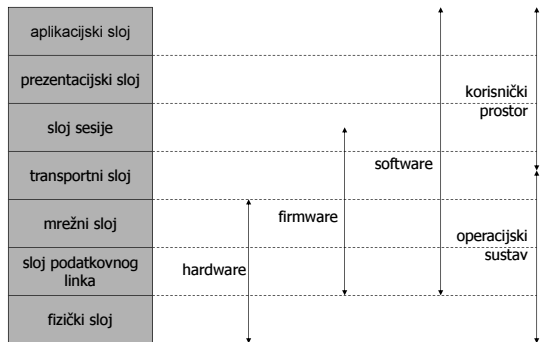 aplikacijski sloj
prezentacijski sloj
sloj sesije
transportni sloj
mrežni sloj
sloj podatkovnog
linka
fizički sloj
hardware
firmware
software
korisnički
prostor
operacijski
sustav